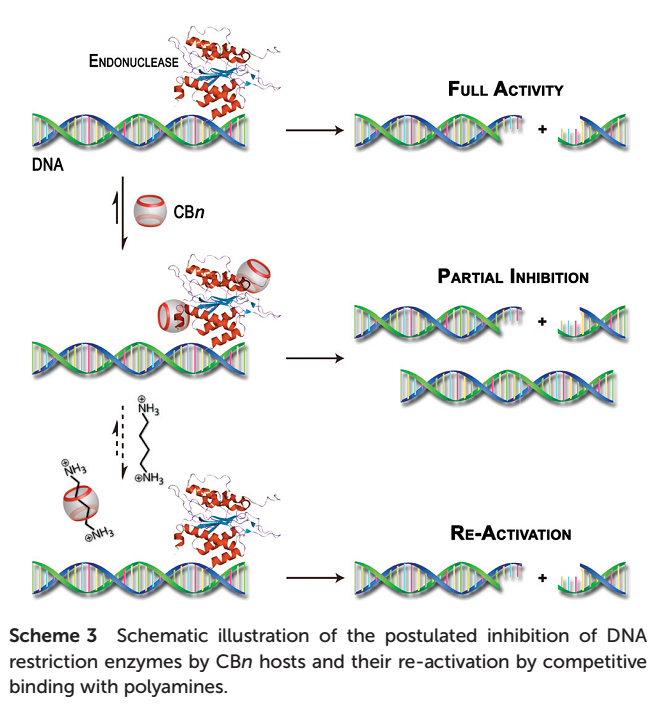 ENDONUCLEASE
FULL ACTIVITY
+
DNA
CBn
PARTIAL INHIBITION
+
⊕
NH3
⊕
NH3
⊕
NH3
⊕NH3
RE-ACTIVATION
+
Scheme 3 Schematic illustration of the postulated inhibition of DNA
restriction enzymes by CBn hosts and their re-activation by competitive
binding with polyamines.